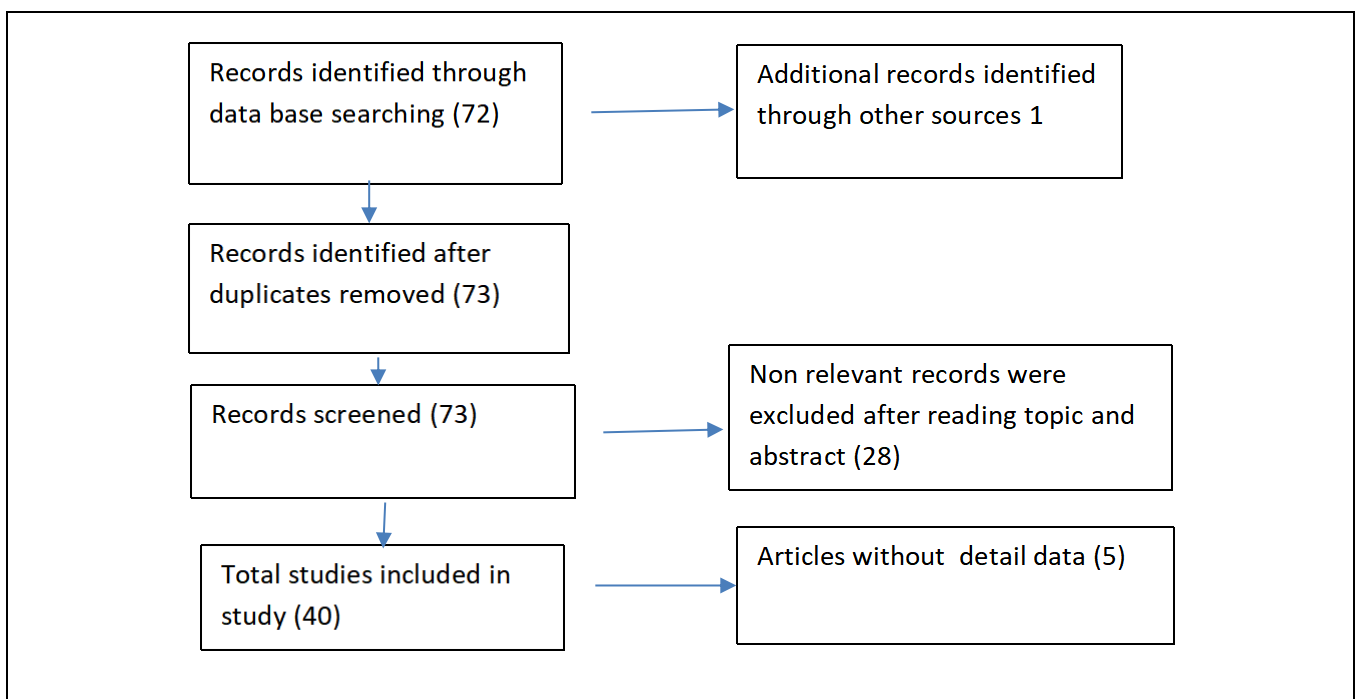 Records identified through
data base searching (72)
Additional records identified
through other sources 1
Records identified after
duplicates removed (73)
Records screened (73)
Non relevant records were
excluded after reading topic and
abstract (28)
Total studies included in
study (40)
Articles without  detail data (5)